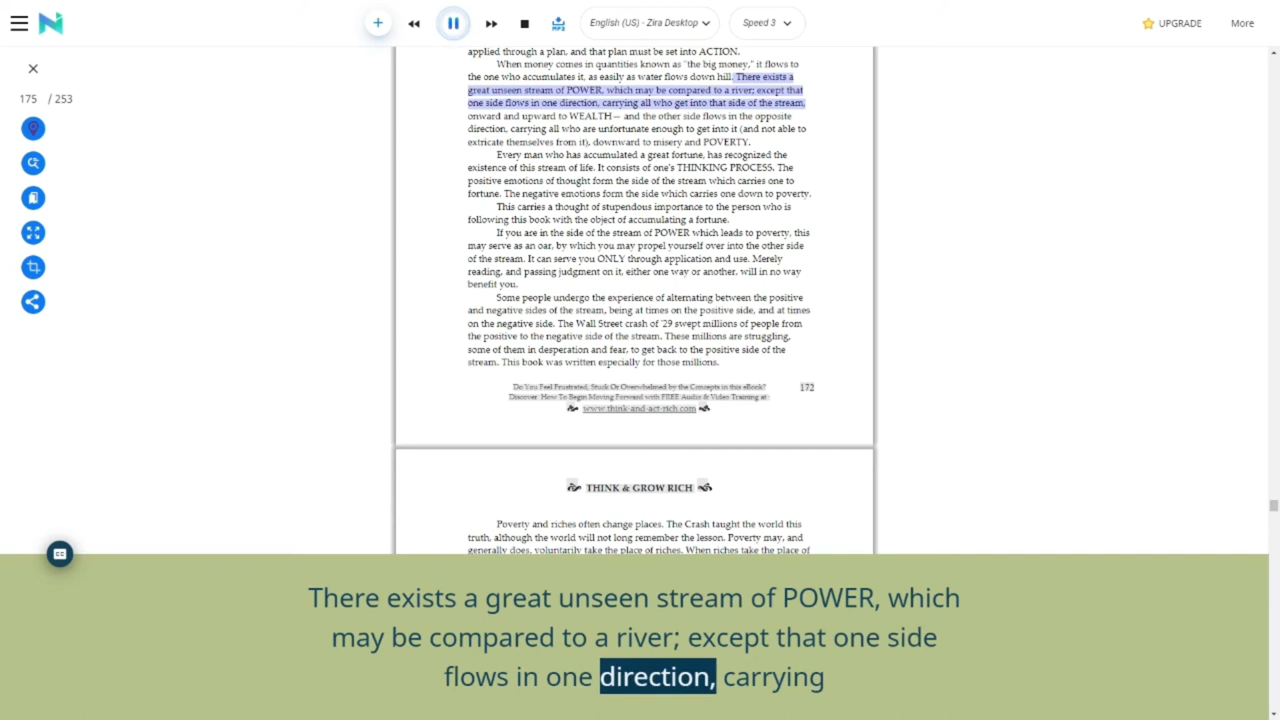 English (US) - Zira Desktop
Speed 3
UPGRADE
More
175 / 253
applied through a plan, and that plan must be set into ACTION.
When money comes in quantities known as "the big money," it flows to
the one who accumulates it, as easily as water flows down hill. There exists a
great unseen stream of POWER, which may be compared to a river; except that
one side flows in one direction, carrying all who get into that side of the stream,
onward and upward to WEALTH— and the other side flows in the opposite
direction, carrying all who are unfortunate enough to get into it (and not able to
extricate themselves from it), downward to misery and POVERTY.
Every man who has accumulated a great fortune, has recognized the
existence of this stream of life. It consists of one's THINKING PROCESS. The
positive emotions of thought form the side of the stream which carries one to
fortune. The negative emotions form the side which carries one down to poverty.
This carries a thought of stupendous importance to the person who is
following this book with the object of accumulating a fortune.
If you are in the side of the stream of POWER which leads to poverty, this
may serve as an oar, by which you may propel yourself over into the other side
of the stream. It can serve you ONLY through application and use. Merely
reading, and passing judgment on it, either one way or another, will in no way
benefit you.
Some people undergo the experience of alternating between the positive
and negative sides of the stream, being at times on the positive side, and at times
on the negative side. The Wall Street crash of '29 swept millions of people from
the positive to the negative side of the stream. These millions are struggling,
some of them in desperation and fear, to get back to the positive side of the
stream. This book was written especially for those millions.
Do You Feel Frustrated, Stuck Or Overwhelmed by the Concepts in this eBook?
172
Discover: How To Begin Moving Forward with FREE Audio & Video Training at -
www.think-and-act-rich.com
THINK & GROW RICH
Poverty and riches often change places. The Crash taught the world this
truth, although the world will not long remember the lesson. Poverty may, and
generally does, voluntarily take the place of riches. When riches take the place of
CC
There exists a great unseen stream of POWER, which
may be compared to a river; except that one side
flows in one direction, carrying
MP3